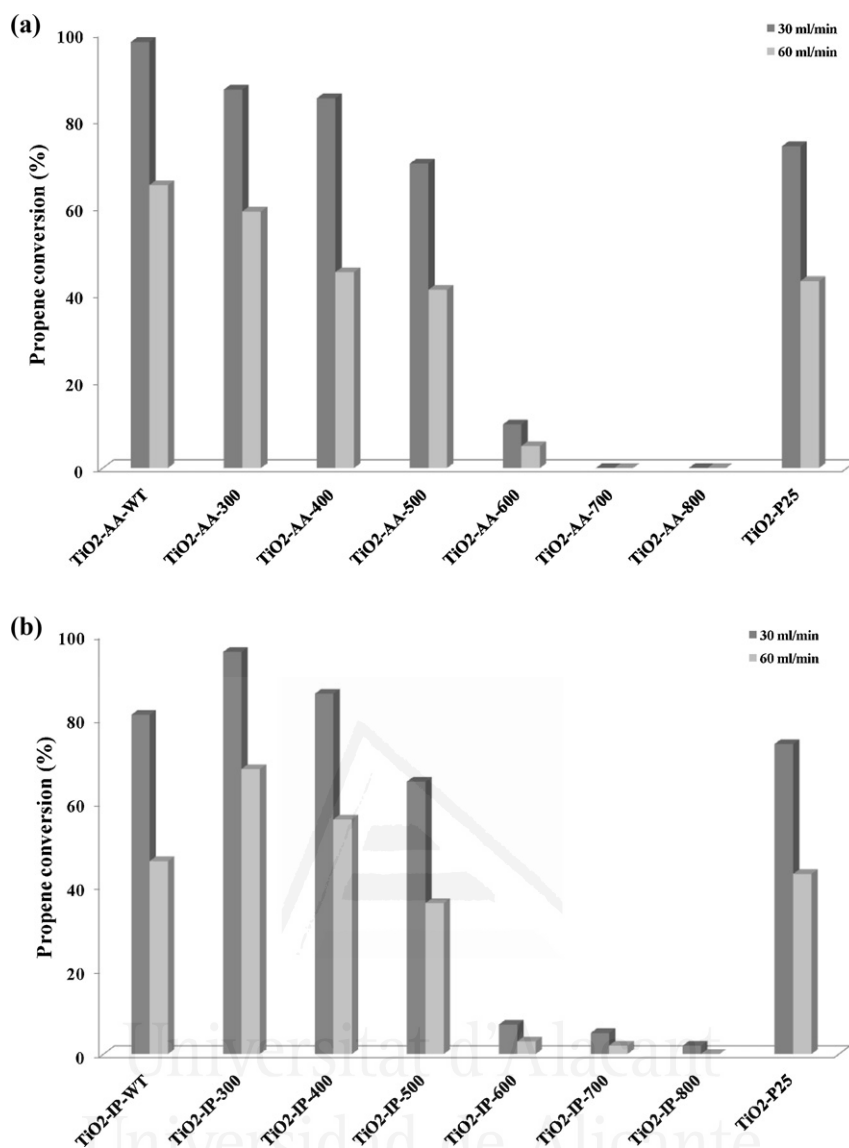 (a)
100
80
60
40
20
0
Propene conversion (%)
30 ml/min
60 ml/min
TiO2-AA-WT
TiO2-AA-300
TiO2-AA-400
TiO2-AA-500
TiO2-AA-600
TiO2-AA-700
TiO2-AA-800
TiO2-P25
(b)
100
80
60
40
20
0
Propene conversion (%)
30 ml/min
60 ml/min
TiO2-IP-WT
TiO2-IP-300
TiO2-IP-400
TiO2-IP-500
TiO2-IP-600
TiO2-IP-700
TiO2-IP-800
TiO2-P25
Universitat d'Alacant
Universidad de Alicante